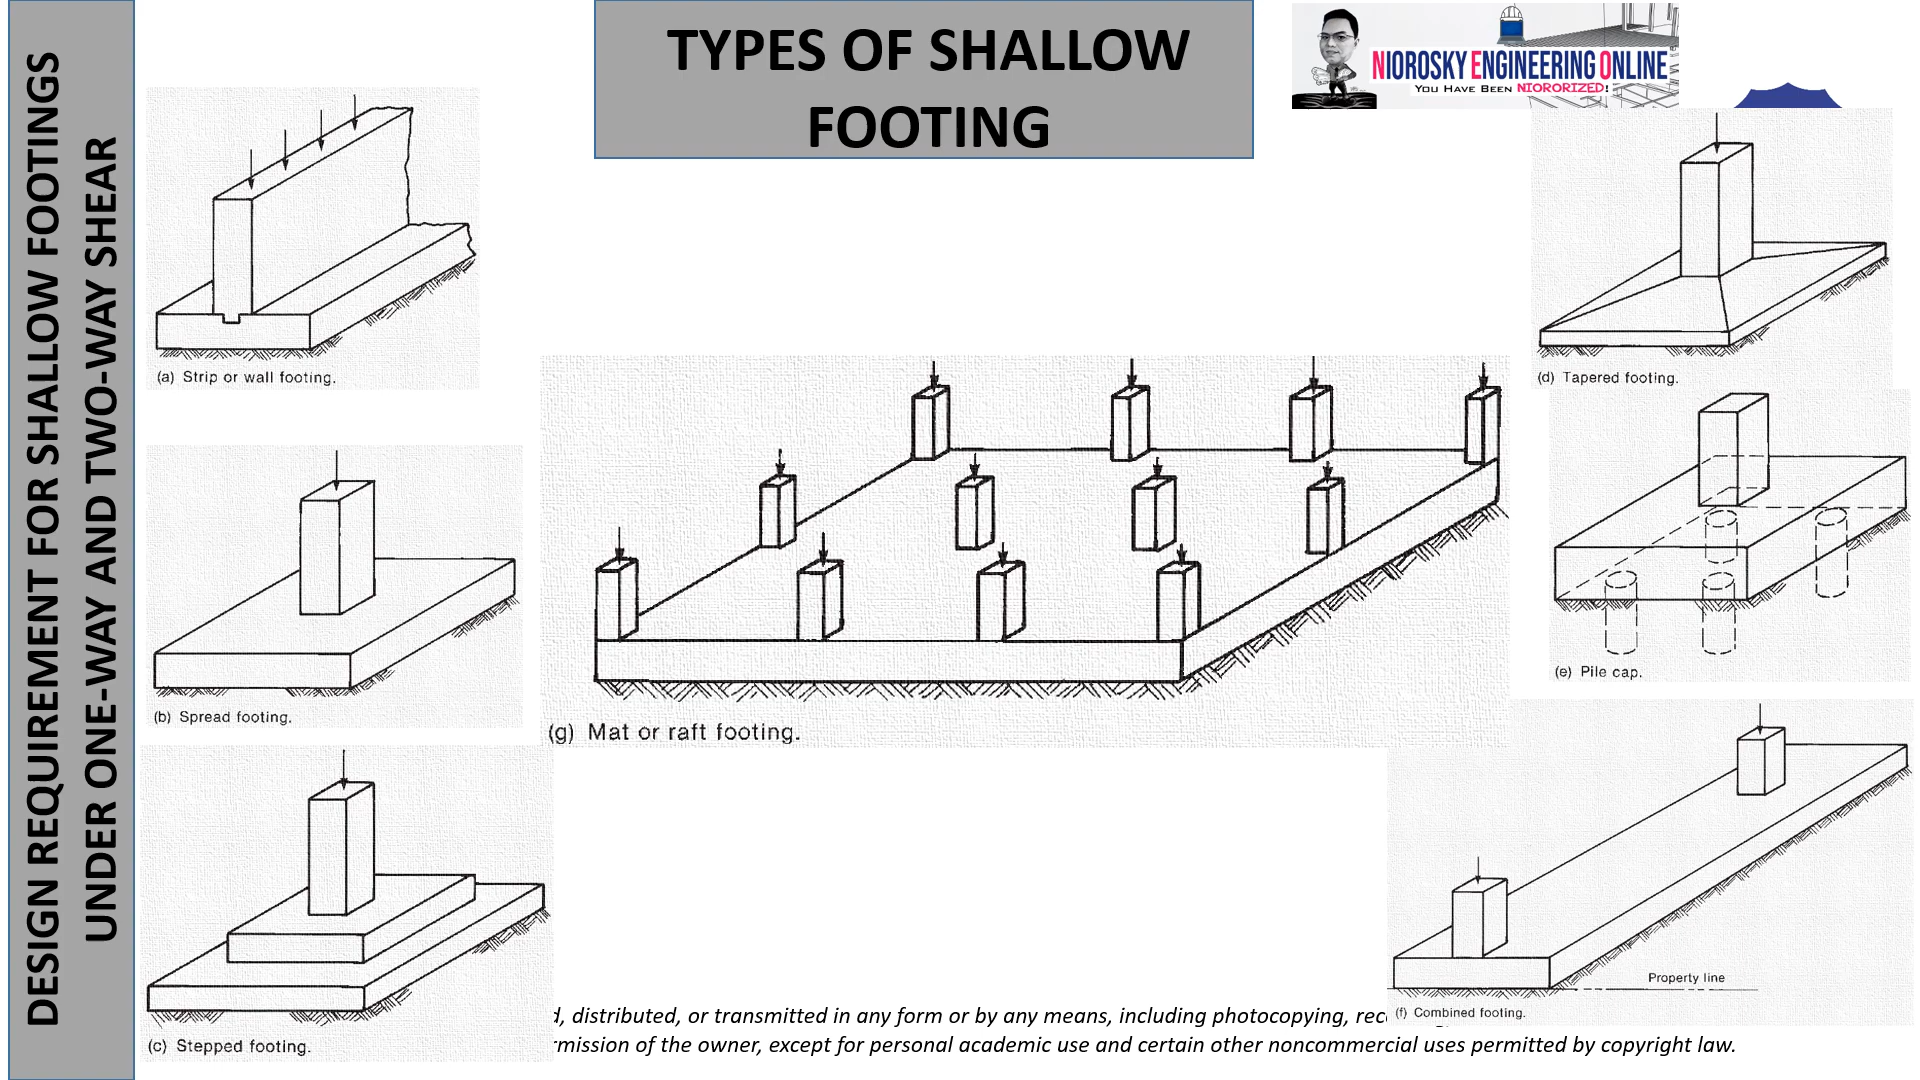 DESIGN REQUIREMENT FOR SHALLOW FOOTINGS
UNDER ONE-WAY AND TWO-WAY SHEAR
TYPES OF SHALLOW
FOOTING
NIOROSKY ENGINEERING ONLINE
YOU HAVE BEEN NIORORIZED!
(a) Strip or wall footing.
(b) Spread footing.
(c) Stepped footing.
(g) Mat or raft footing.
(d) Tapered footing.
(e) Pile cap.
Property line
(f) Combined footing.
distributed, or transmitted in any form or by any means, including photocopying,
of the owner, except for personal academic use and certain other noncommercial uses permitted by copyright law.